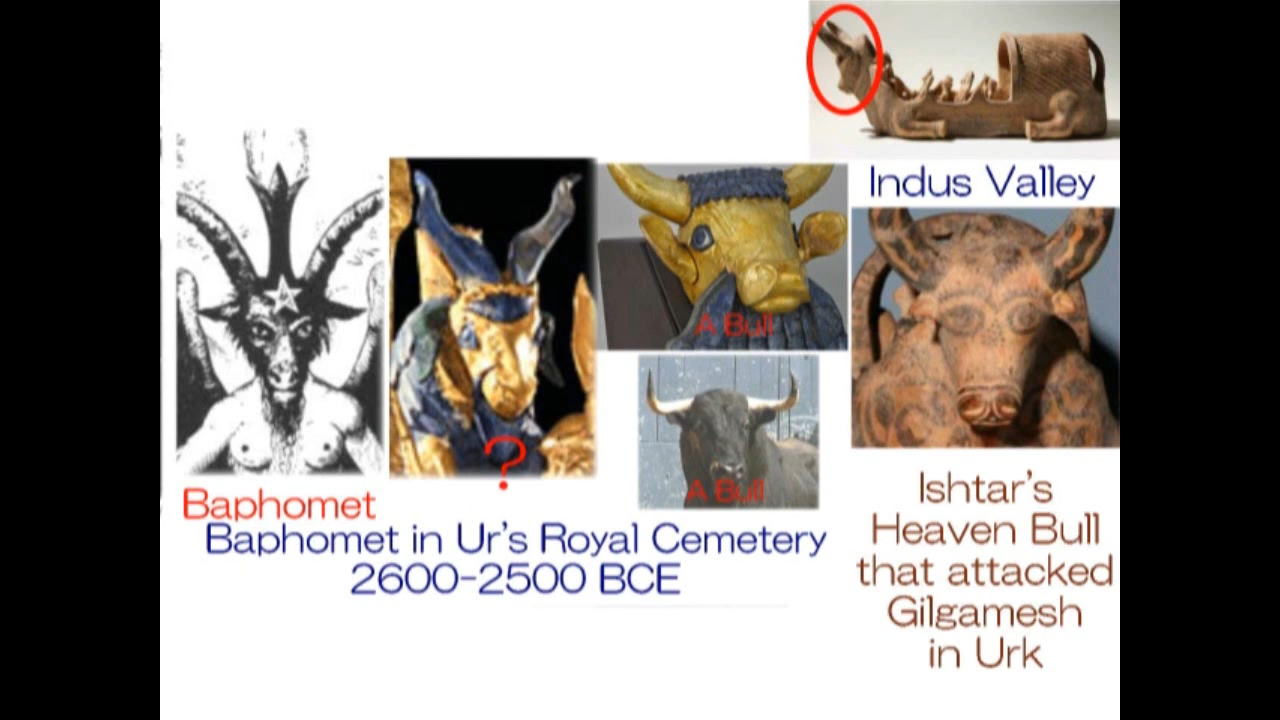 Indus Valley
A Bull
A Bull
?
Baphomet
Baphomet in Ur's Royal Cemetery
2600-2500 BCE
Ishtar's
Heaven Bull
that attacked
Gilgamesh
in Urk